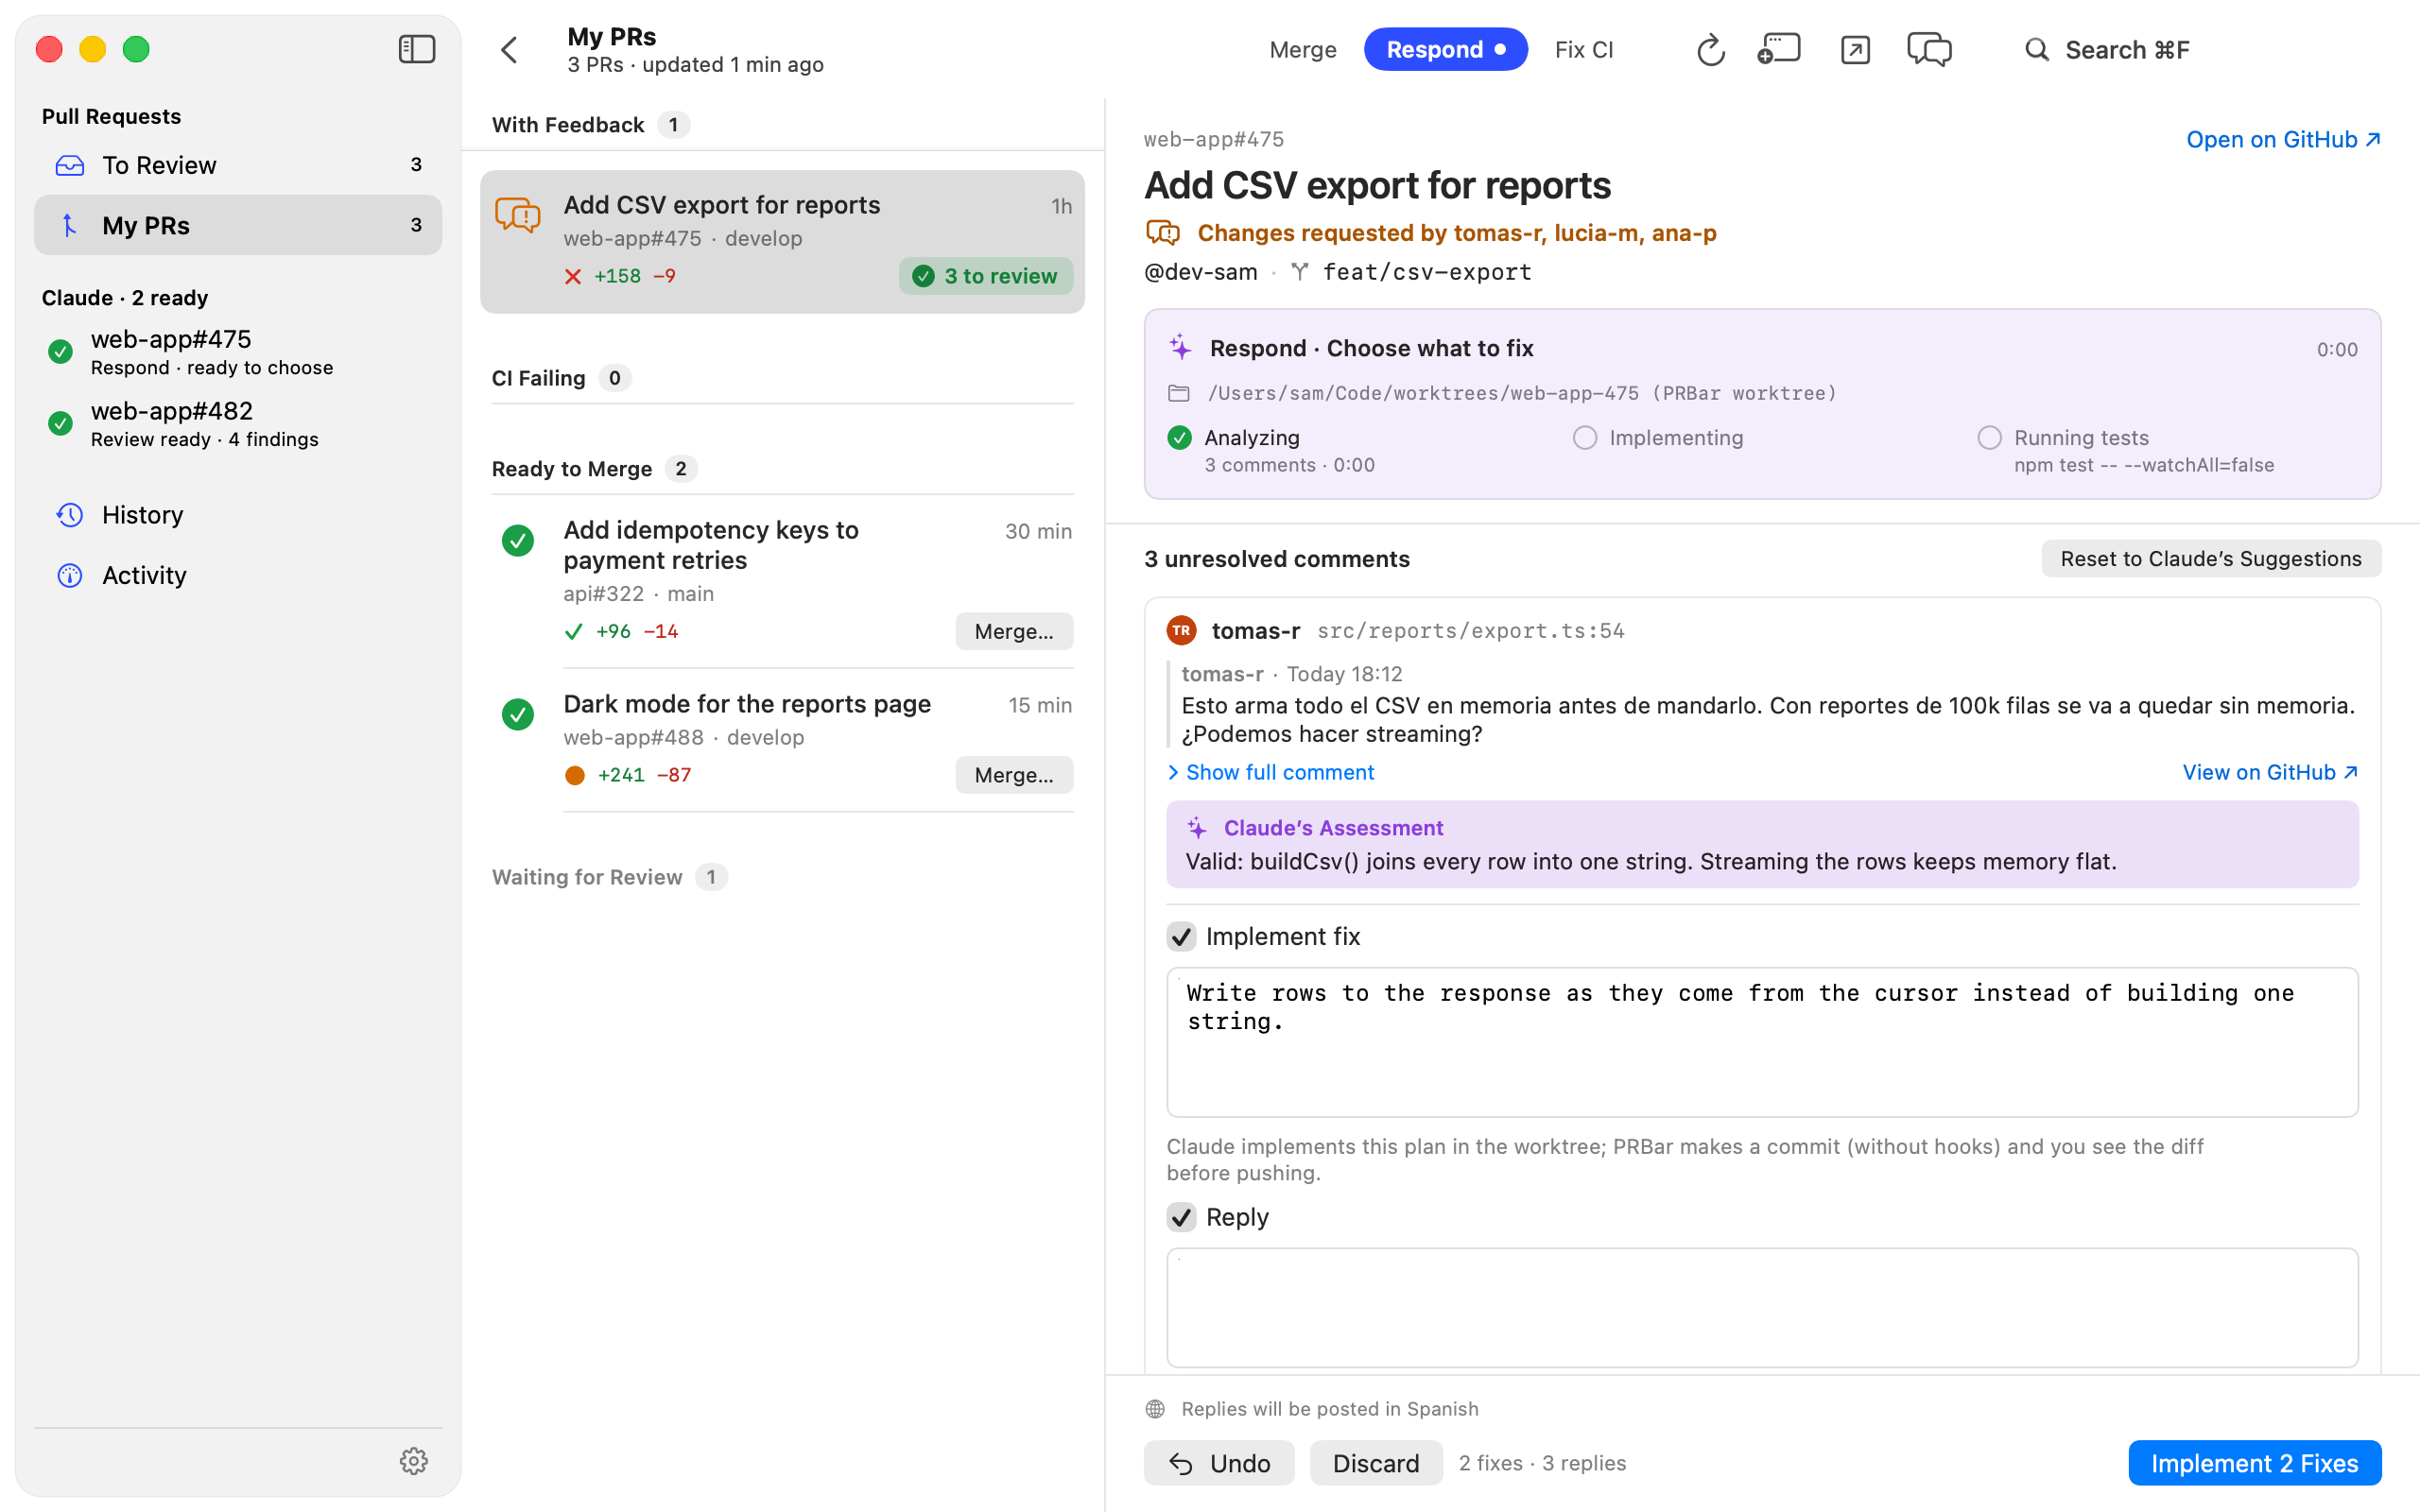 My PRs
3 PRs · updated 1 min ago
Merge
Respond
Fix CI
Search ⌘F
Pull Requests
To Review 3
My PRs 3
Claude · 2 ready
web-app#475
Respond · ready to choose
web-app#482
Review ready · 4 findings
History
Activity
With Feedback 1
Add CSV export for reports 1h
web-app#475 · develop
+158 −9 3 to review
CI Failing 0
Ready to Merge 2
Add idempotency keys to 30 min
payment retries
api#322 · main
+96 −14 Merge...
Dark mode for the reports page 15 min
web-app#488 · develop
+241 −87 Merge...
Waiting for Review 1
web-app#475 Open on GitHub ↗
Add CSV export for reports
Changes requested by tomas-r, lucia-m, ana-p
@dev-sam · feat/csv-export
Respond · Choose what to fix 0:00
/Users/sam/Code/worktrees/web-app-475 (PRBar worktree)
Analyzing Implementing Running tests
3 comments · 0:00 npm test -- --watchAll=false
3 unresolved comments Reset to Claude’s Suggestions
TR tomas-r src/reports/export.ts:54
tomas-r · Today 18:12
Esto arma todo el CSV en memoria antes de mandarlo. Con reportes de 100k filas se va a quedar sin memoria.
¿Podemos hacer streaming?
Show full comment View on GitHub ↗
Claude’s Assessment
Valid: buildCsv() joins every row into one string. Streaming the rows keeps memory flat.
Implement fix
Write rows to the response as they come from the cursor instead of building one
string.
Claude implements this plan in the worktree; PRBar makes a commit (without hooks) and you see the diff
before pushing.
Reply
Replies will be posted in Spanish
Undo Discard 2 fixes · 3 replies Implement 2 Fixes